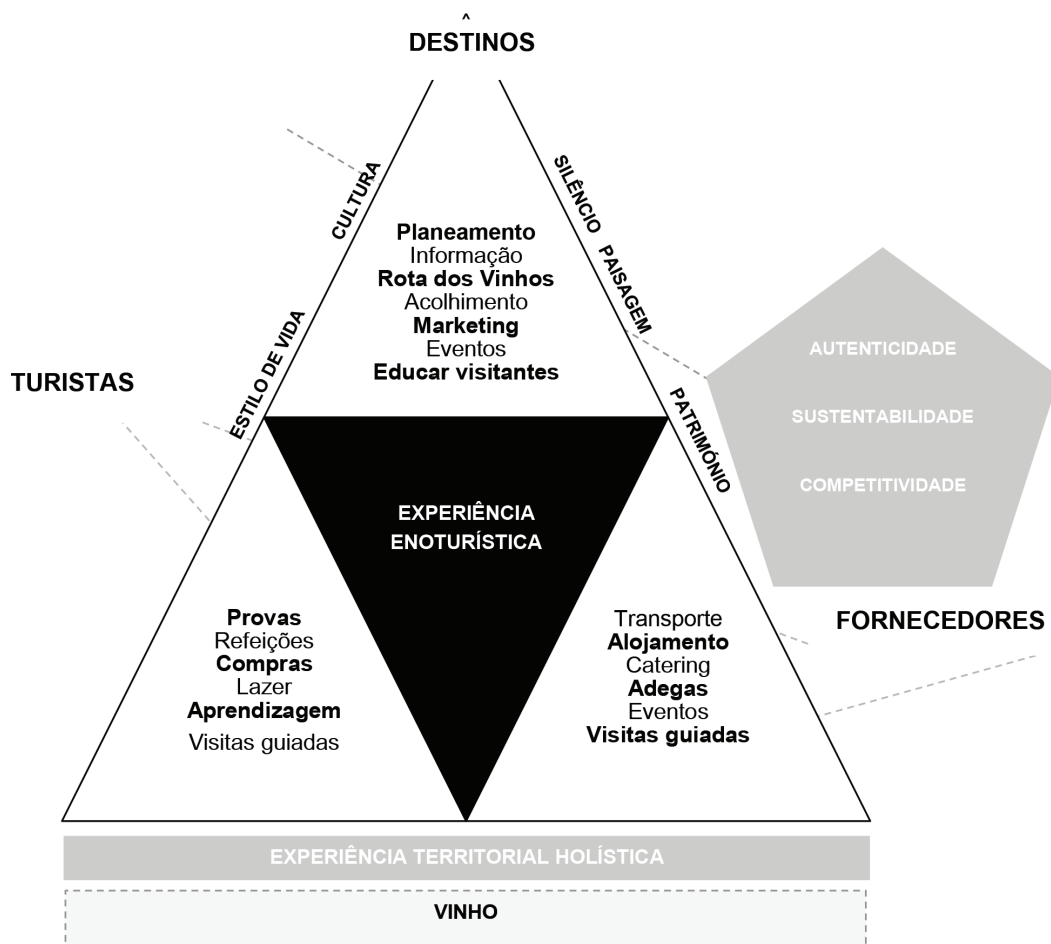 DESTINOS
CULTURA
SILÊNCIO PAISAGEM
Planeamento
Informação
Rota dos Vinhos
Acolhimento
Marketing
Eventos
Educar visitantes
ESTILO DE VIDA
TURISTAS
PATRIMÓNIO
AUTENTICIDADE
SUSTENTABILIDADE
COMPETITIVIDADE
EXPERIÊNCIA
ENOTURÍSTICA
Provas
Refeições
Compras
Lazer
Aprendizagem
Visitas guiadas
Transporte
Alojamento
Catering
Adegas
Eventos
Visitas guiadas
FORNECEDORES
EXPERIÊNCIA TERRITORIAL HOLÍSTICA
VINHO